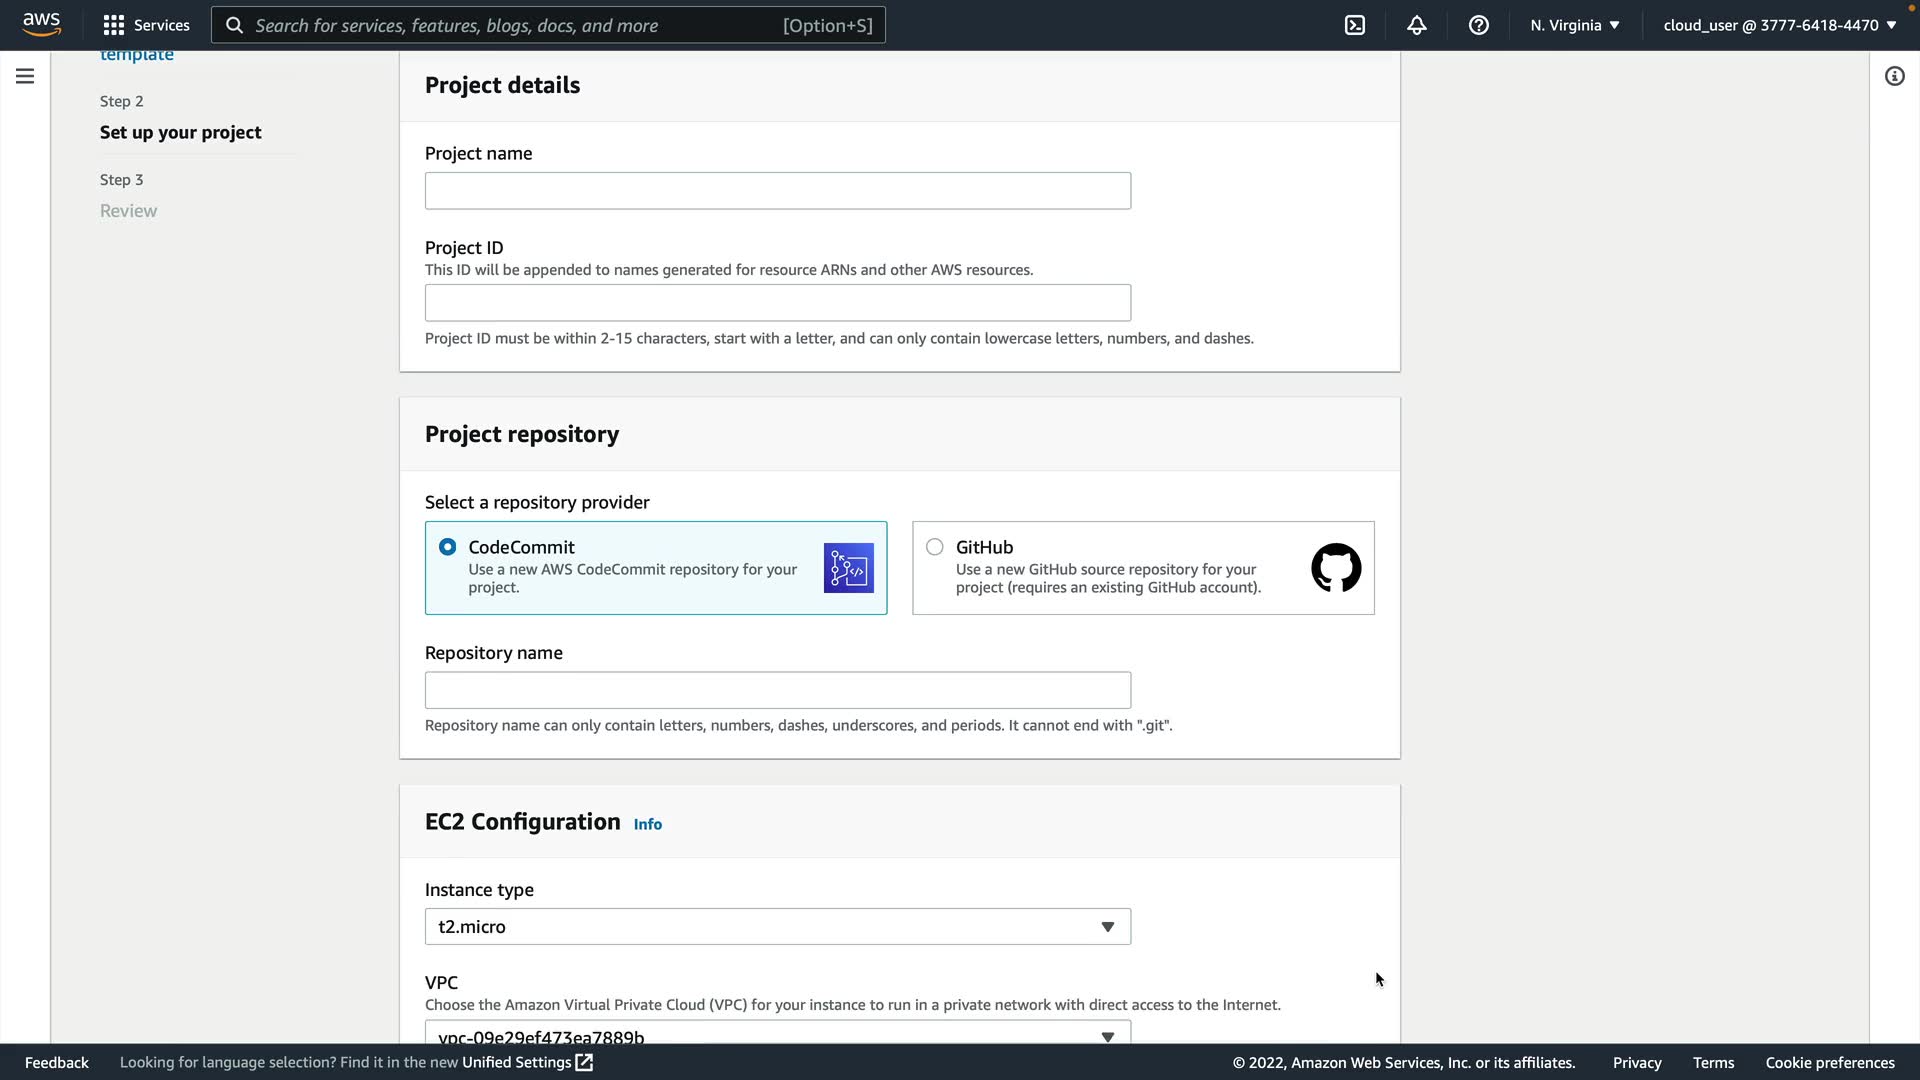 aws
Services
Search for services, features, blogs, docs, and more
[Option+S]
N. Virginia ▼
cloud_user @ 3777-6418-4470 ▼
template
Step 2
Set up your project
Step 3
Review
Project details
Project name
Project ID
This ID will be appended to names generated for resource ARNs and other AWS resources.
Project ID must be within 2-15 characters, start with a letter, and can only contain lowercase letters, numbers, and dashes.
Project repository
Select a repository provider
CodeCommit
Use a new AWS CodeCommit repository for your
project.
GitHub
Use a new GitHub source repository for your
project (requires an existing GitHub account).
Repository name
Repository name can only contain letters, numbers, dashes, underscores, and periods. It cannot end with ".git".
EC2 Configuration Info
Instance type
t2.micro
VPC
Choose the Amazon Virtual Private Cloud (VPC) for your instance to run in a private network with direct access to the Internet.
vpc-09e29ef473ea7889b
Feedback
Looking for language selection? Find it in the new Unified Settings
© 2022, Amazon Web Services, Inc. or its affiliates.
Privacy
Terms
Cookie preferences